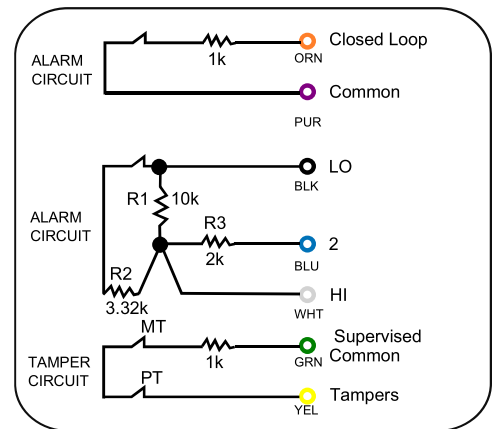 Closed Loop
ALARM
CIRCUIT
1k
ORN
Common
PUR
LO
BLK
R1
10k
ALARM
CIRCUIT
R3
2
2k
BLU
R2
HI
3.32k
WHT
MT
Supervised
Common
TAMPER
CIRCUIT
1k
GRN
PT
Tampers
YEL